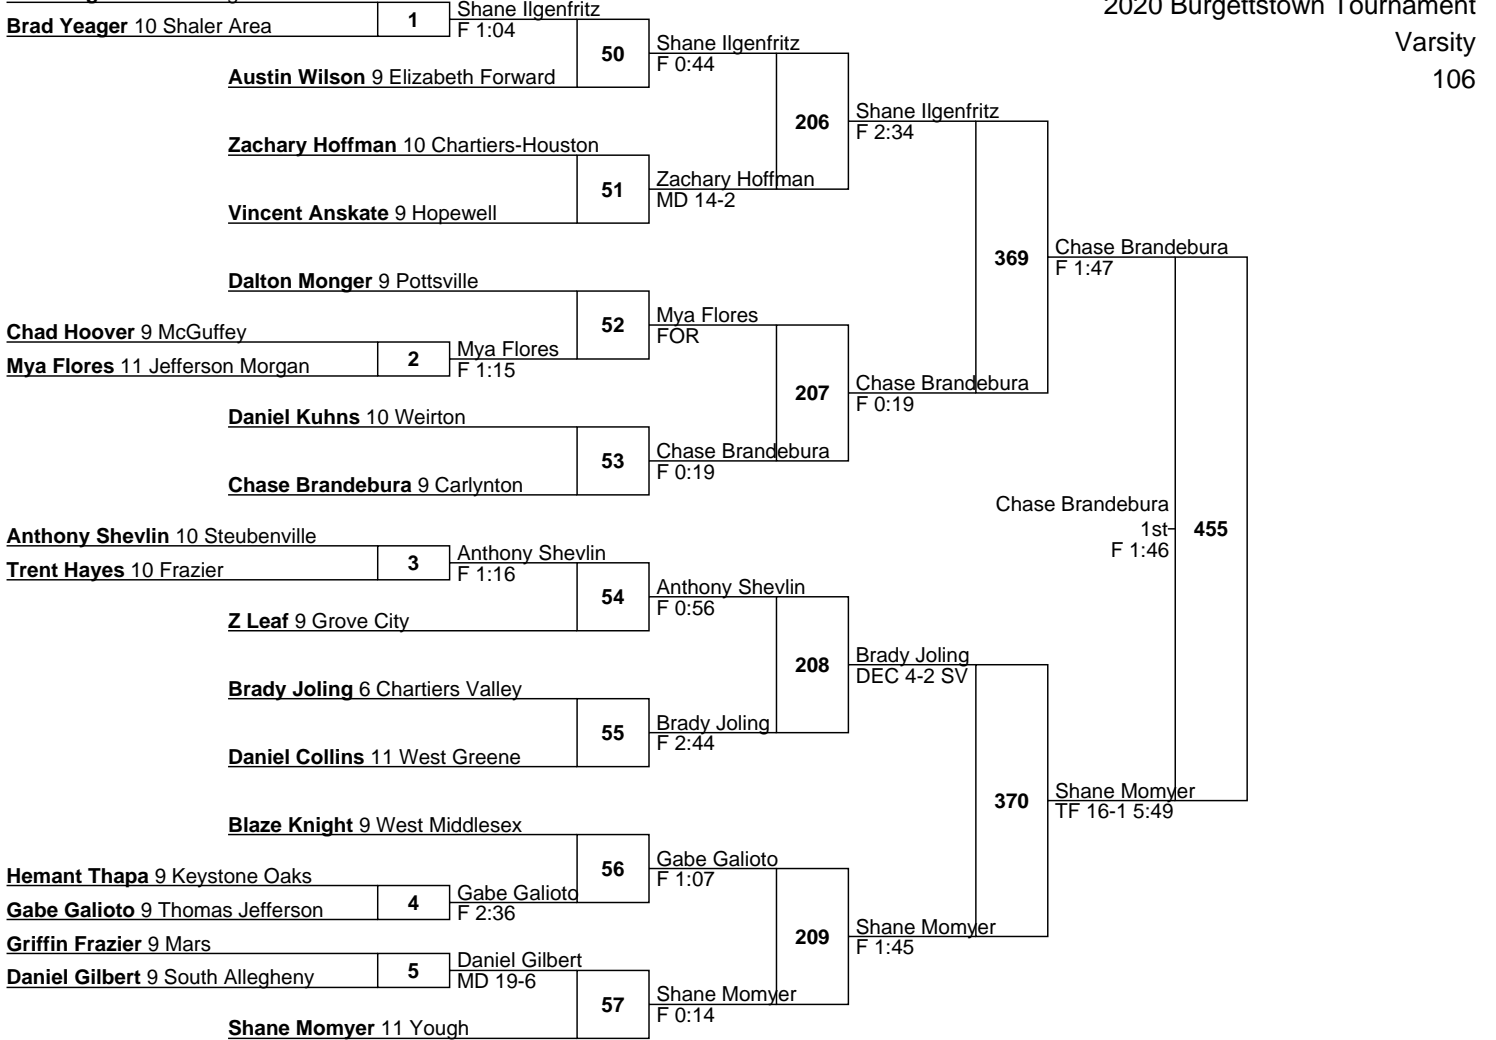 2020 Burgettstown Tournament
Varsity
106
Brad Yeager 10 Shaler Area
1
Shane Ilgenfritz
F 1:04
Austin Wilson 9 Elizabeth Forward
50
Shane Ilgenfritz
F 0:44
Zachary Hoffman 10 Chartiers-Houston
Vincent Anskate 9 Hopewell
51
Zachary Hoffman
MD 14-2
206
Shane Ilgenfritz
F 2:34
Dalton Monger 9 Pottsville
Chad Hoover 9 McGuffey
Mya Flores 11 Jefferson Morgan
2
Mya Flores
F 1:15
52
Mya Flores
FOR
Daniel Kuhns 10 Weirton
Chase Brandebura 9 Carlynton
53
Chase Brandebura
F 0:19
207
Chase Brandebura
F 0:19
369
Chase Brandebura
F 1:47
Anthony Shevlin 10 Steubenville
Trent Hayes 10 Frazier
3
Anthony Shevlin
F 1:16
Z Leaf 9 Grove City
54
Anthony Shevlin
F 0:56
Brady Joling 6 Chartiers Valley
Daniel Collins 11 West Greene
55
Brady Joling
F 2:44
208
Brady Joling
DEC 4-2 SV
Blaze Knight 9 West Middlesex
Hemant Thapa 9 Keystone Oaks
Gabe Galioto 9 Thomas Jefferson
4
Gabe Galioto
F 2:36
56
Gabe Galioto
F 1:07
Griffin Frazier 9 Mars
Daniel Gilbert 9 South Allegheny
5
Daniel Gilbert
MD 19-6
Shane Momyer 11 Yough
57
Shane Momyer
F 0:14
209
Shane Momyer
F 1:45
370
Shane Momyer
TF 16-1 5:49
Chase Brandebura
1st
F 1:46
455